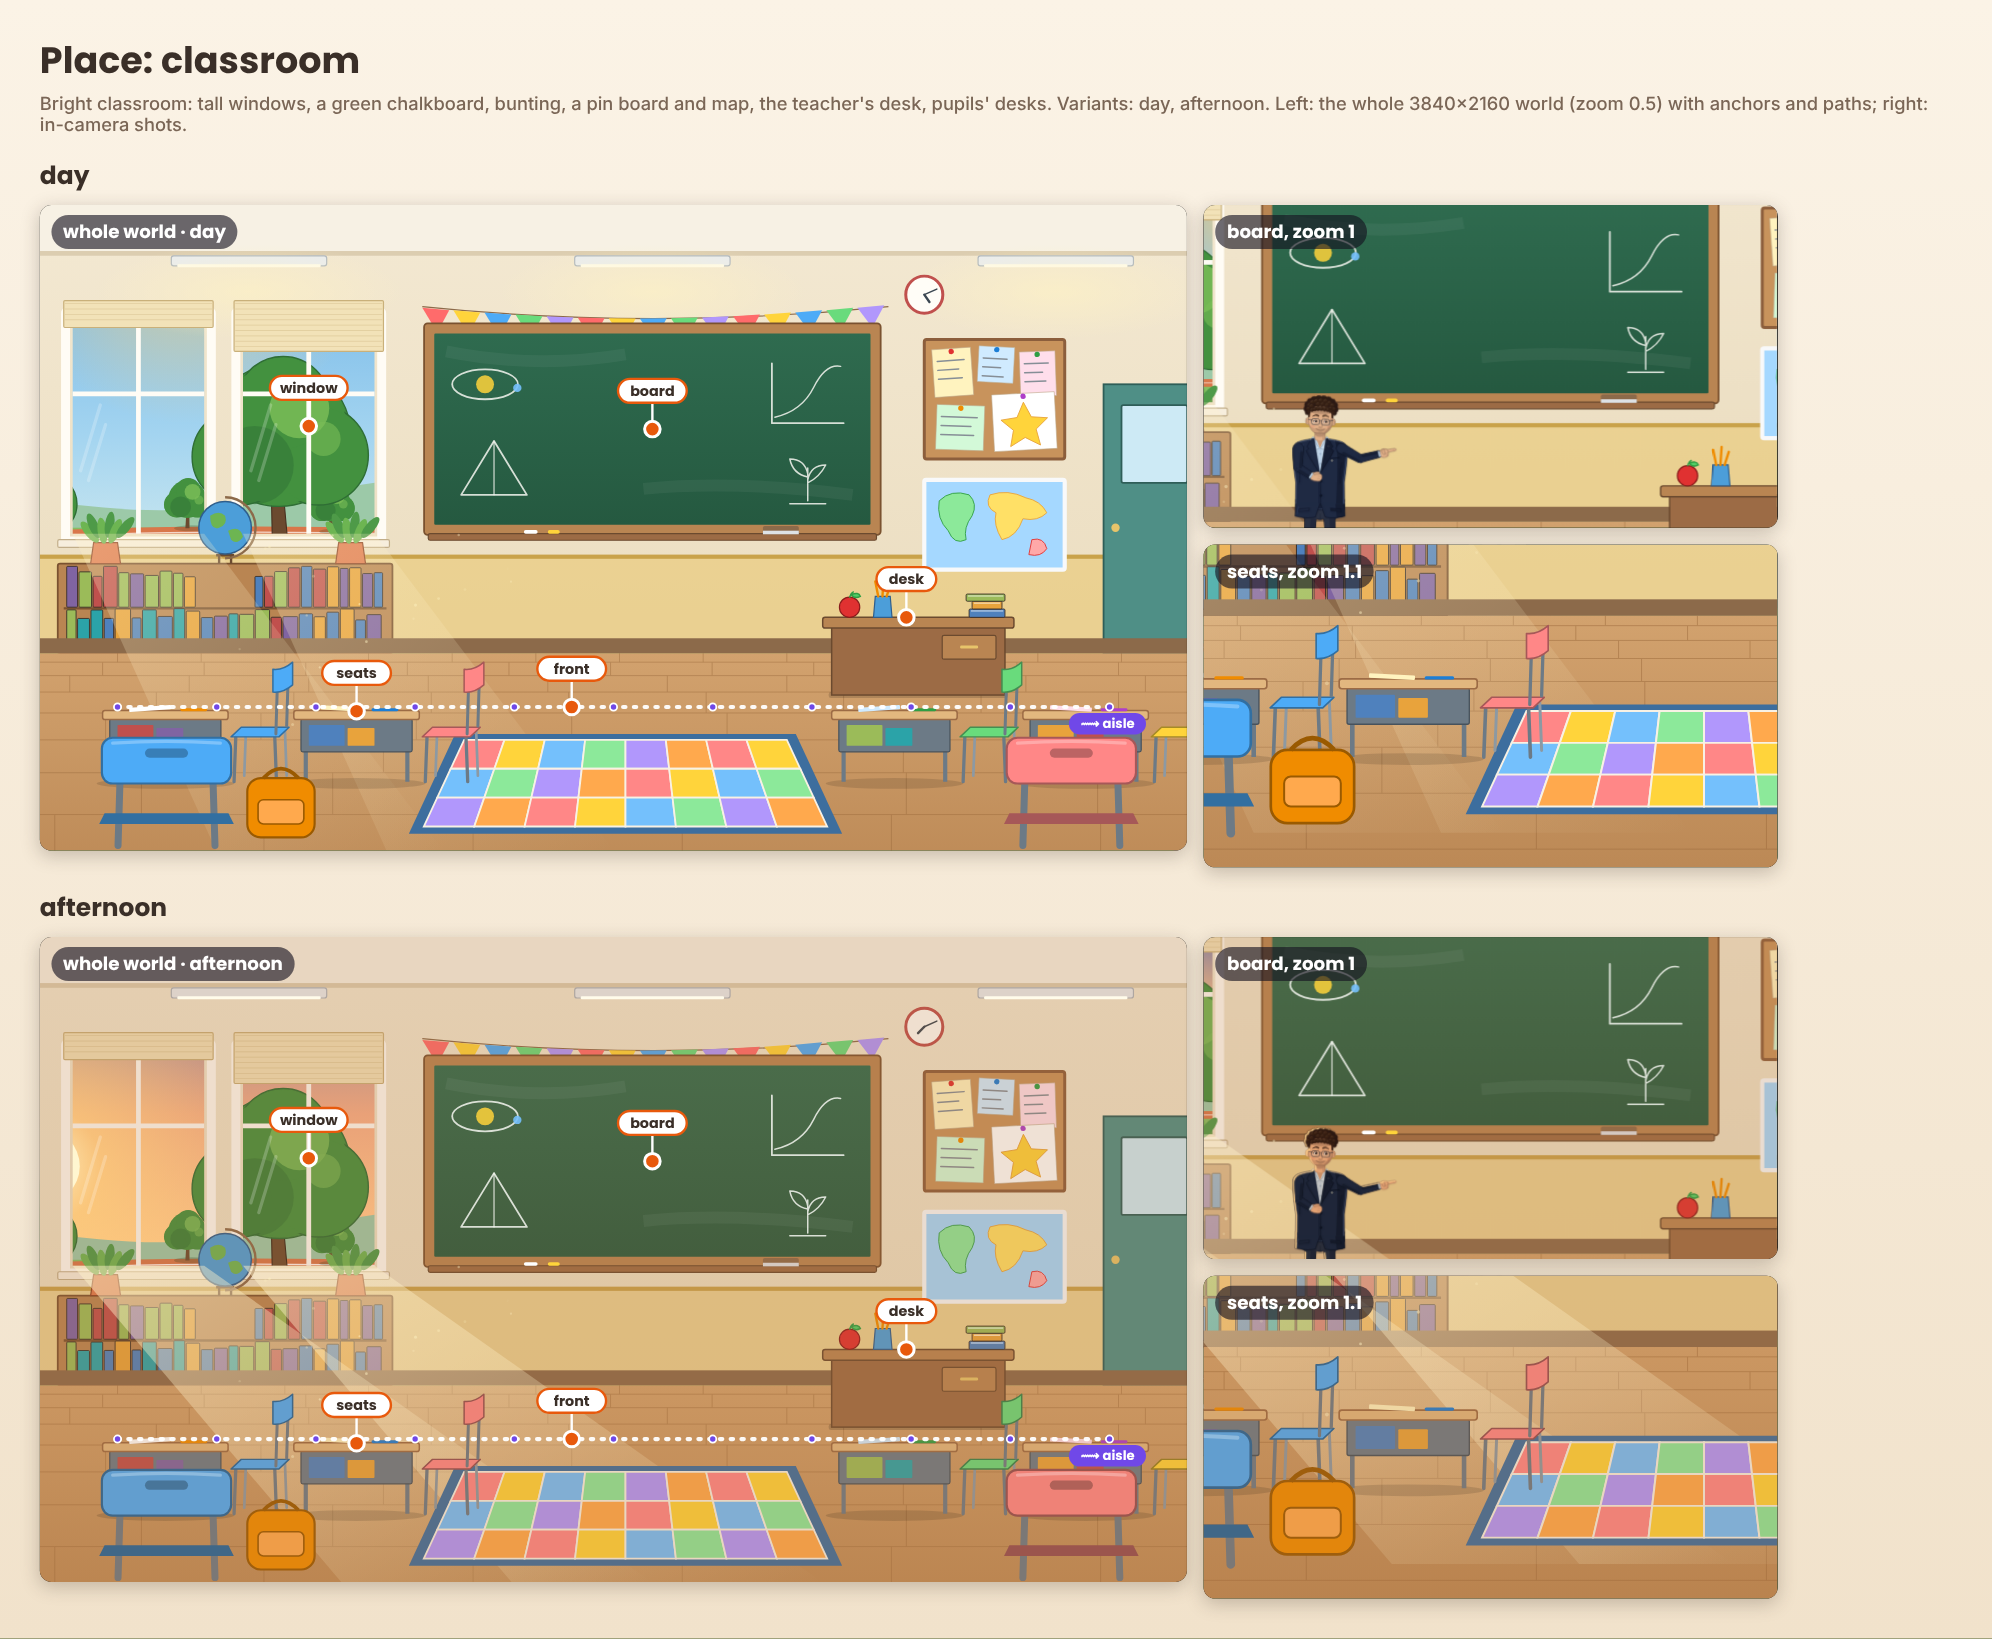 Place: classroom
Bright classroom: tall windows, a green chalkboard, bunting, a pin board and map, the teacher's desk, pupils' desks. Variants: day, afternoon. Left: the whole 3840×2160 world (zoom 0.5) with anchors and paths; right:
in-camera shots.
day
whole world · day
window
board
desk
seats
front
⟿ aisle
board, zoom 1
seats, zoom 1.1
afternoon
whole world · afternoon
window
board
desk
seats
front
⟿ aisle
board, zoom 1
seats, zoom 1.1